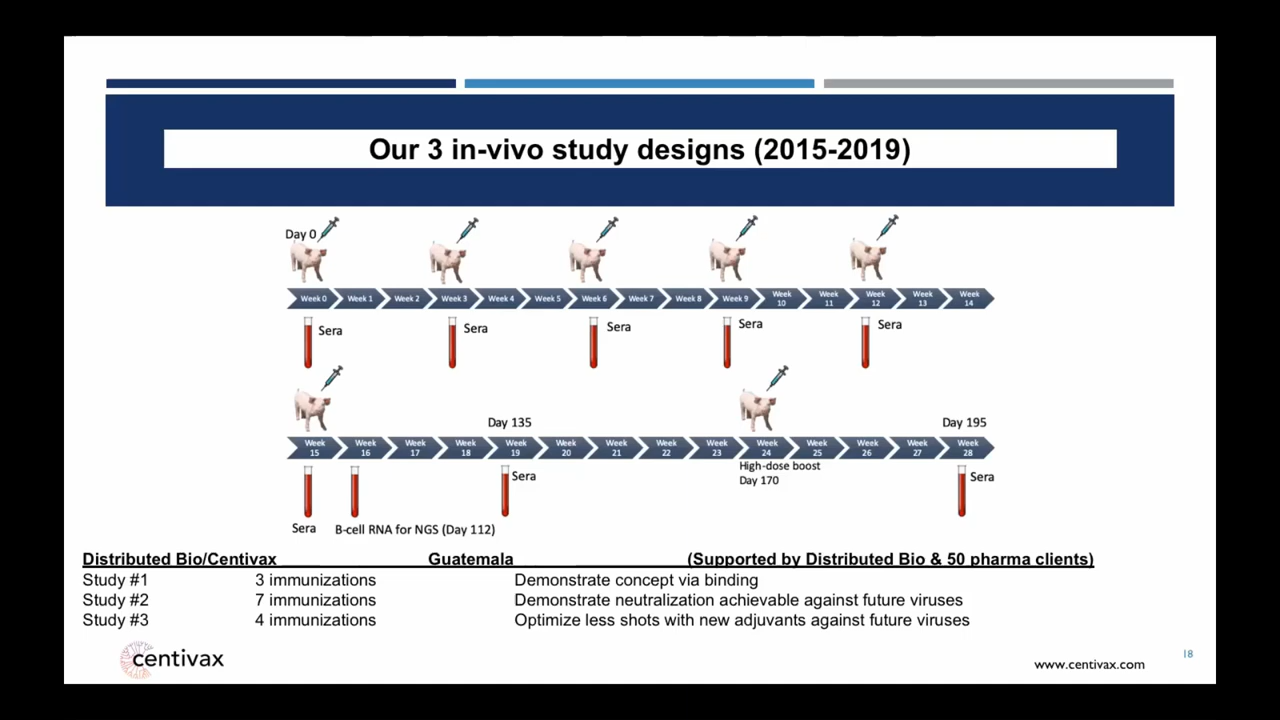 Our 3 in-vivo study designs (2015-2019)
Day 0
Week 0 Week 1 Week 2 Week 3 Week 4 Week 5 Week 6 Week 7 Week 8 Week 9 Week 10 Week 11 Week 12 Week 13 Week 14
Sera Sera Sera Sera Sera
Day 135 Day 195
Week 15 Week 16 Week 17 Week 18 Week 19 Week 20 Week 21 Week 22 Week 23 Week 24 Week 25 Week 26 Week 27 Week 28
High-dose boost
Day 170
Sera Sera
Sera B-cell RNA for NGS (Day 112)
Distributed Bio/Centivax Guatemala (Supported by Distributed Bio & 50 pharma clients)
Study #1 3 immunizations Demonstrate concept via binding
Study #2 7 immunizations Demonstrate neutralization achievable against future viruses
Study #3 4 immunizations Optimize less shots with new adjuvants against future viruses
centivax www.centivax.com 18